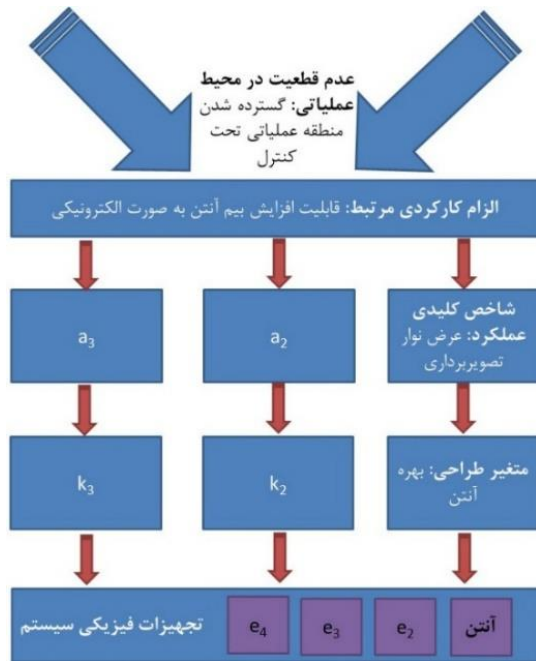 عدم قطعیت در محیط
عملیاتی: گسترده شدن
منطقه عملیاتی تحت
کنترل
الزام کارکردی مرتبط: قابلیت افزایش بیم آنتن به صورت الکترونیکی
شاخص کلیدی
عملکرد: عرض نوار
تصویربرداری
a2
a3
متغیر طراحی: بهره
آنتن
k2
k3
آنتن
e2
e3
e4
تجهیزات فیزیکی سیستم